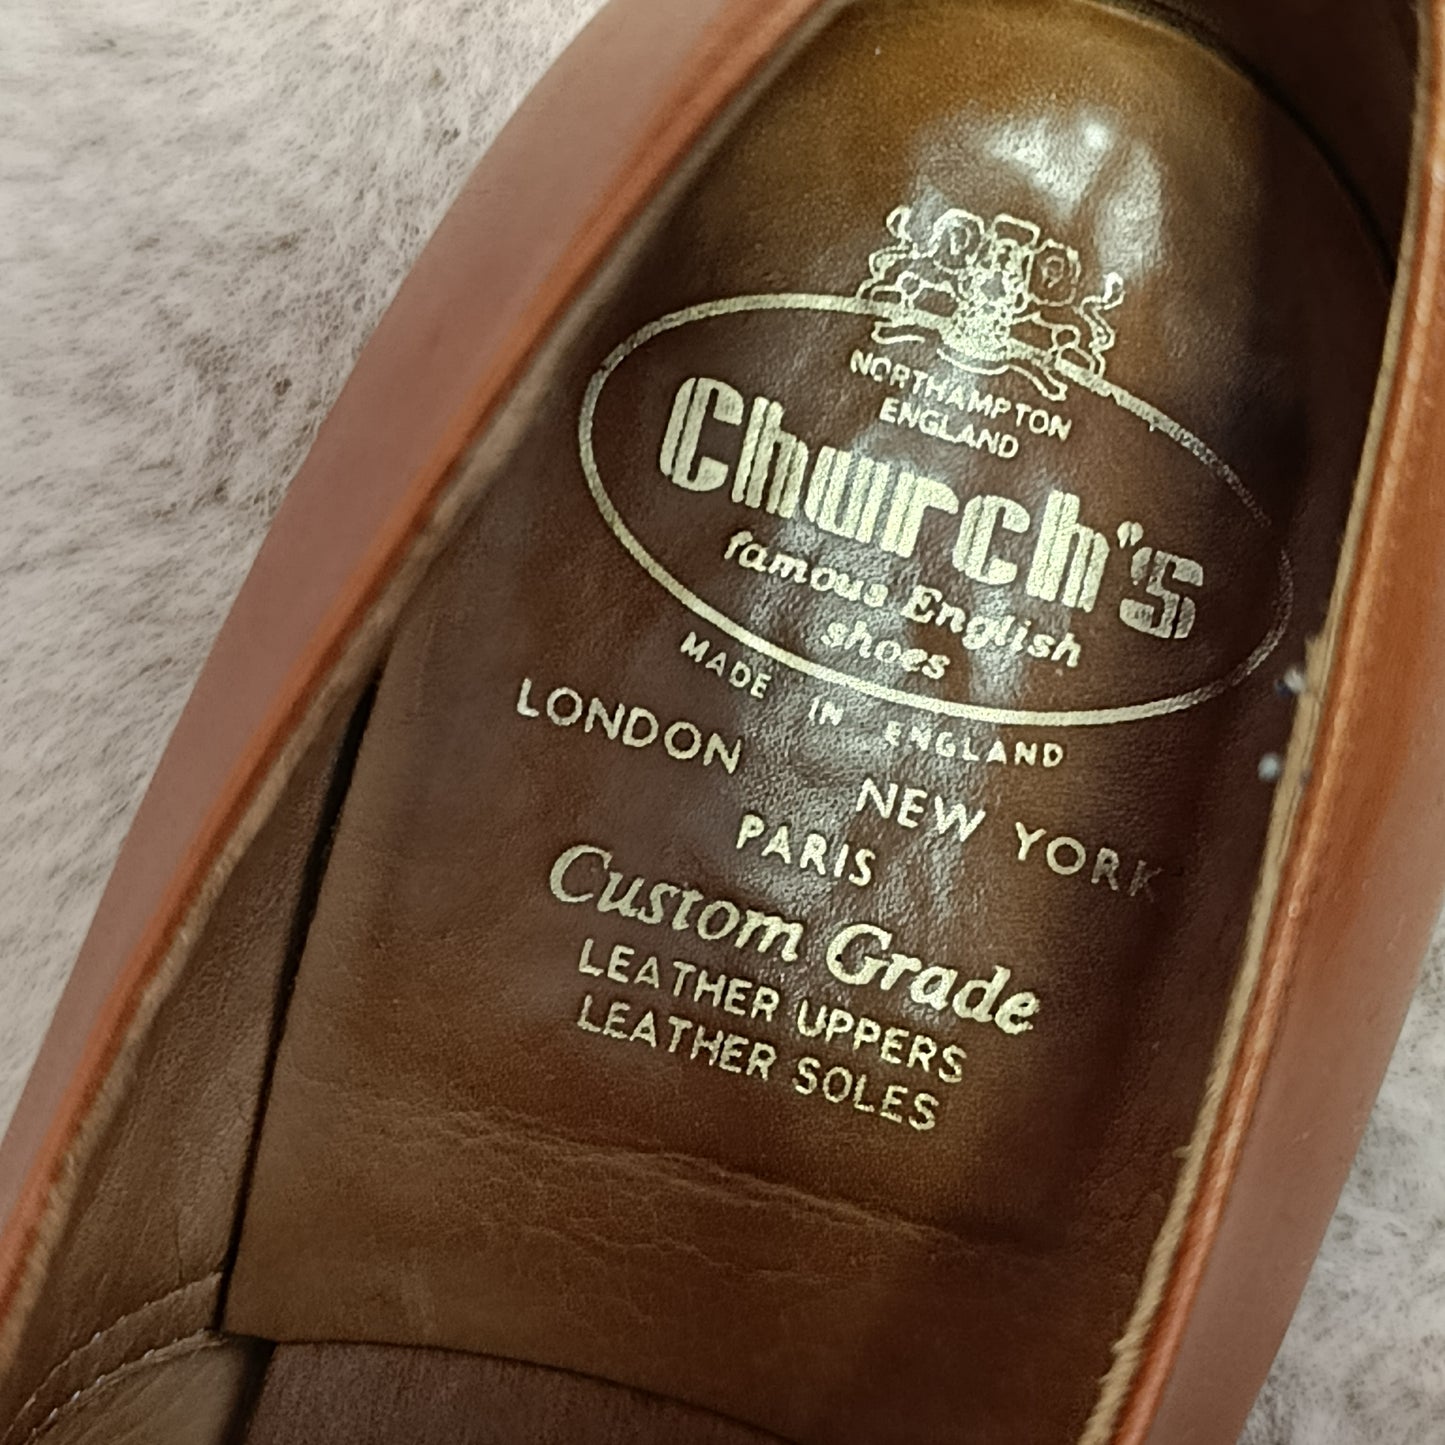 NORTHAMPTON
ENGLAND
Church's
famous English
shoes
MADE IN ENGLAND
LONDON NEW YORK
PARIS
Custom Grade
LEATHER UPPERS
LEATHER SOLES